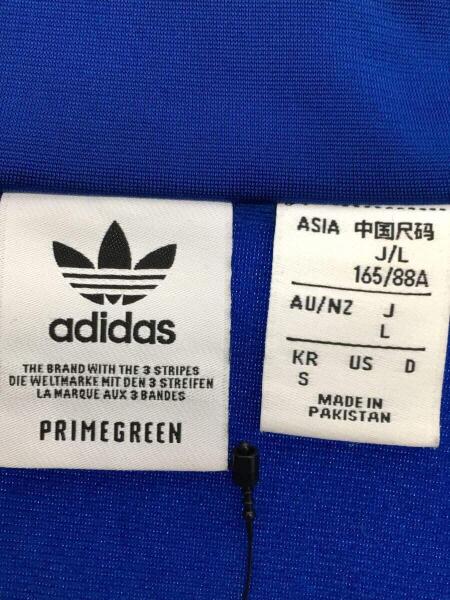 adidas
THE BRAND WITH THE 3 STRIPES
DIE WELTMARKE MIT DEN 3 STREIFEN
LA MARQUE AUX 3 BANDES
PRIMEGREEN
ASIA 中国尺码
J/L
165/88A
AU/NZ J
L
KR US D
S
MADE IN
PAKISTAN